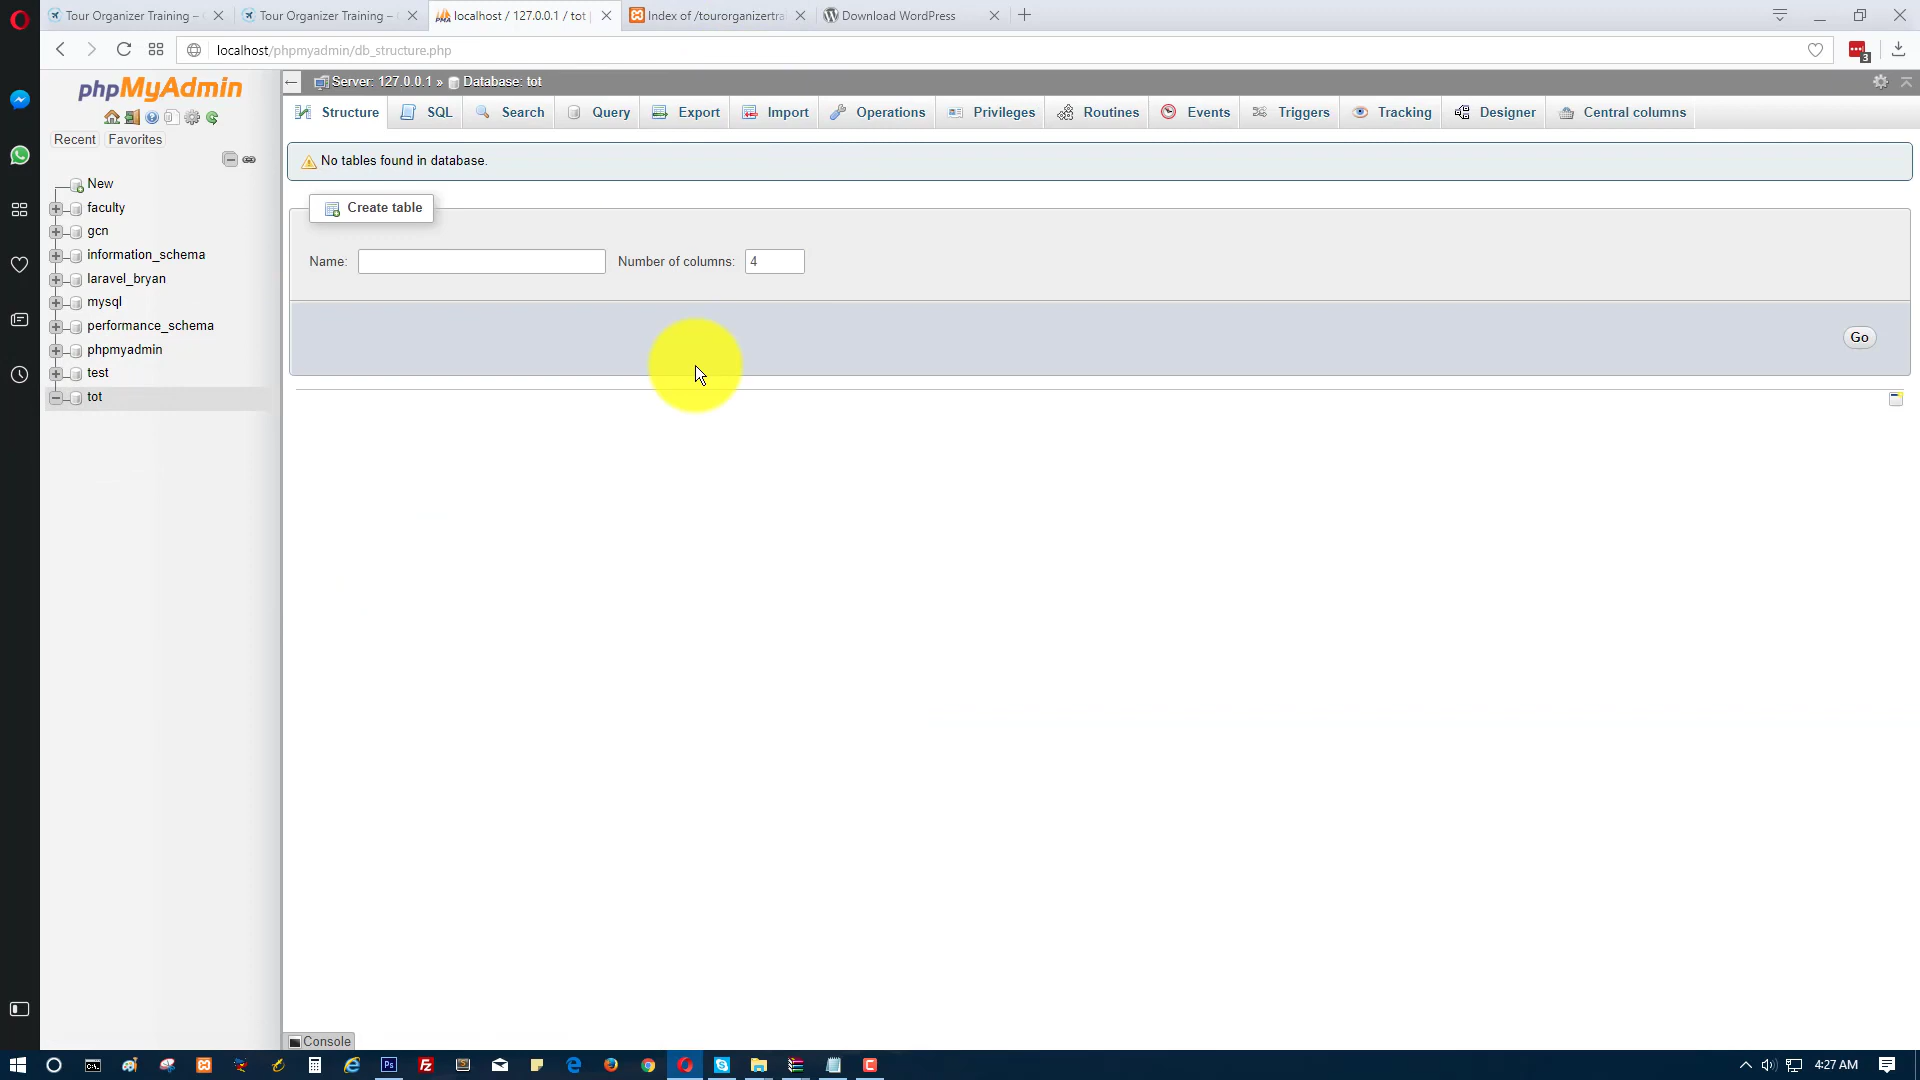 Tour Organizer Training –
Tour Organizer Training –
localhost / 127.0.0.1 / tot
Index of /tourorganizertra
Download WordPress
localhost/phpmyadmin/db_structure.php
3
phpMyAdmin
Recent
Favorites
New
faculty
gcn
information_schema
laravel_bryan
mysql
performance_schema
phpmyadmin
test
tot
Server: 127.0.0.1 » Database: tot
Structure
SQL
Search
Query
Export
Import
Operations
Privileges
Routines
Events
Triggers
Tracking
Designer
Central columns
No tables found in database.
Create table
Name:
Number of columns: 4
Go
Console
4:27 AM